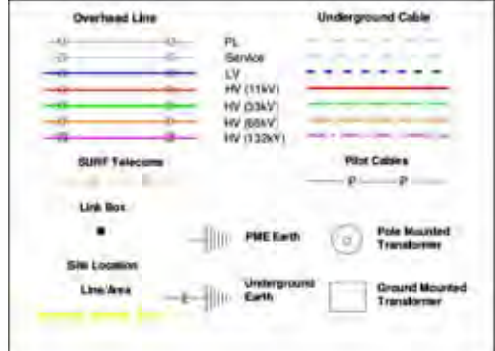 Overhead Line
Underground Cable
PL
Service
LV
HV (11kV)
HV (33kV)
HV (66kV)
HV (132kV)
SURF Telecoms
Pilot Cables
P P
Link Box
PME Earth
Pole Mounted
Transformer
Site Location
Line/Area
E
Underground
Earth
Ground Mounted
Transformer